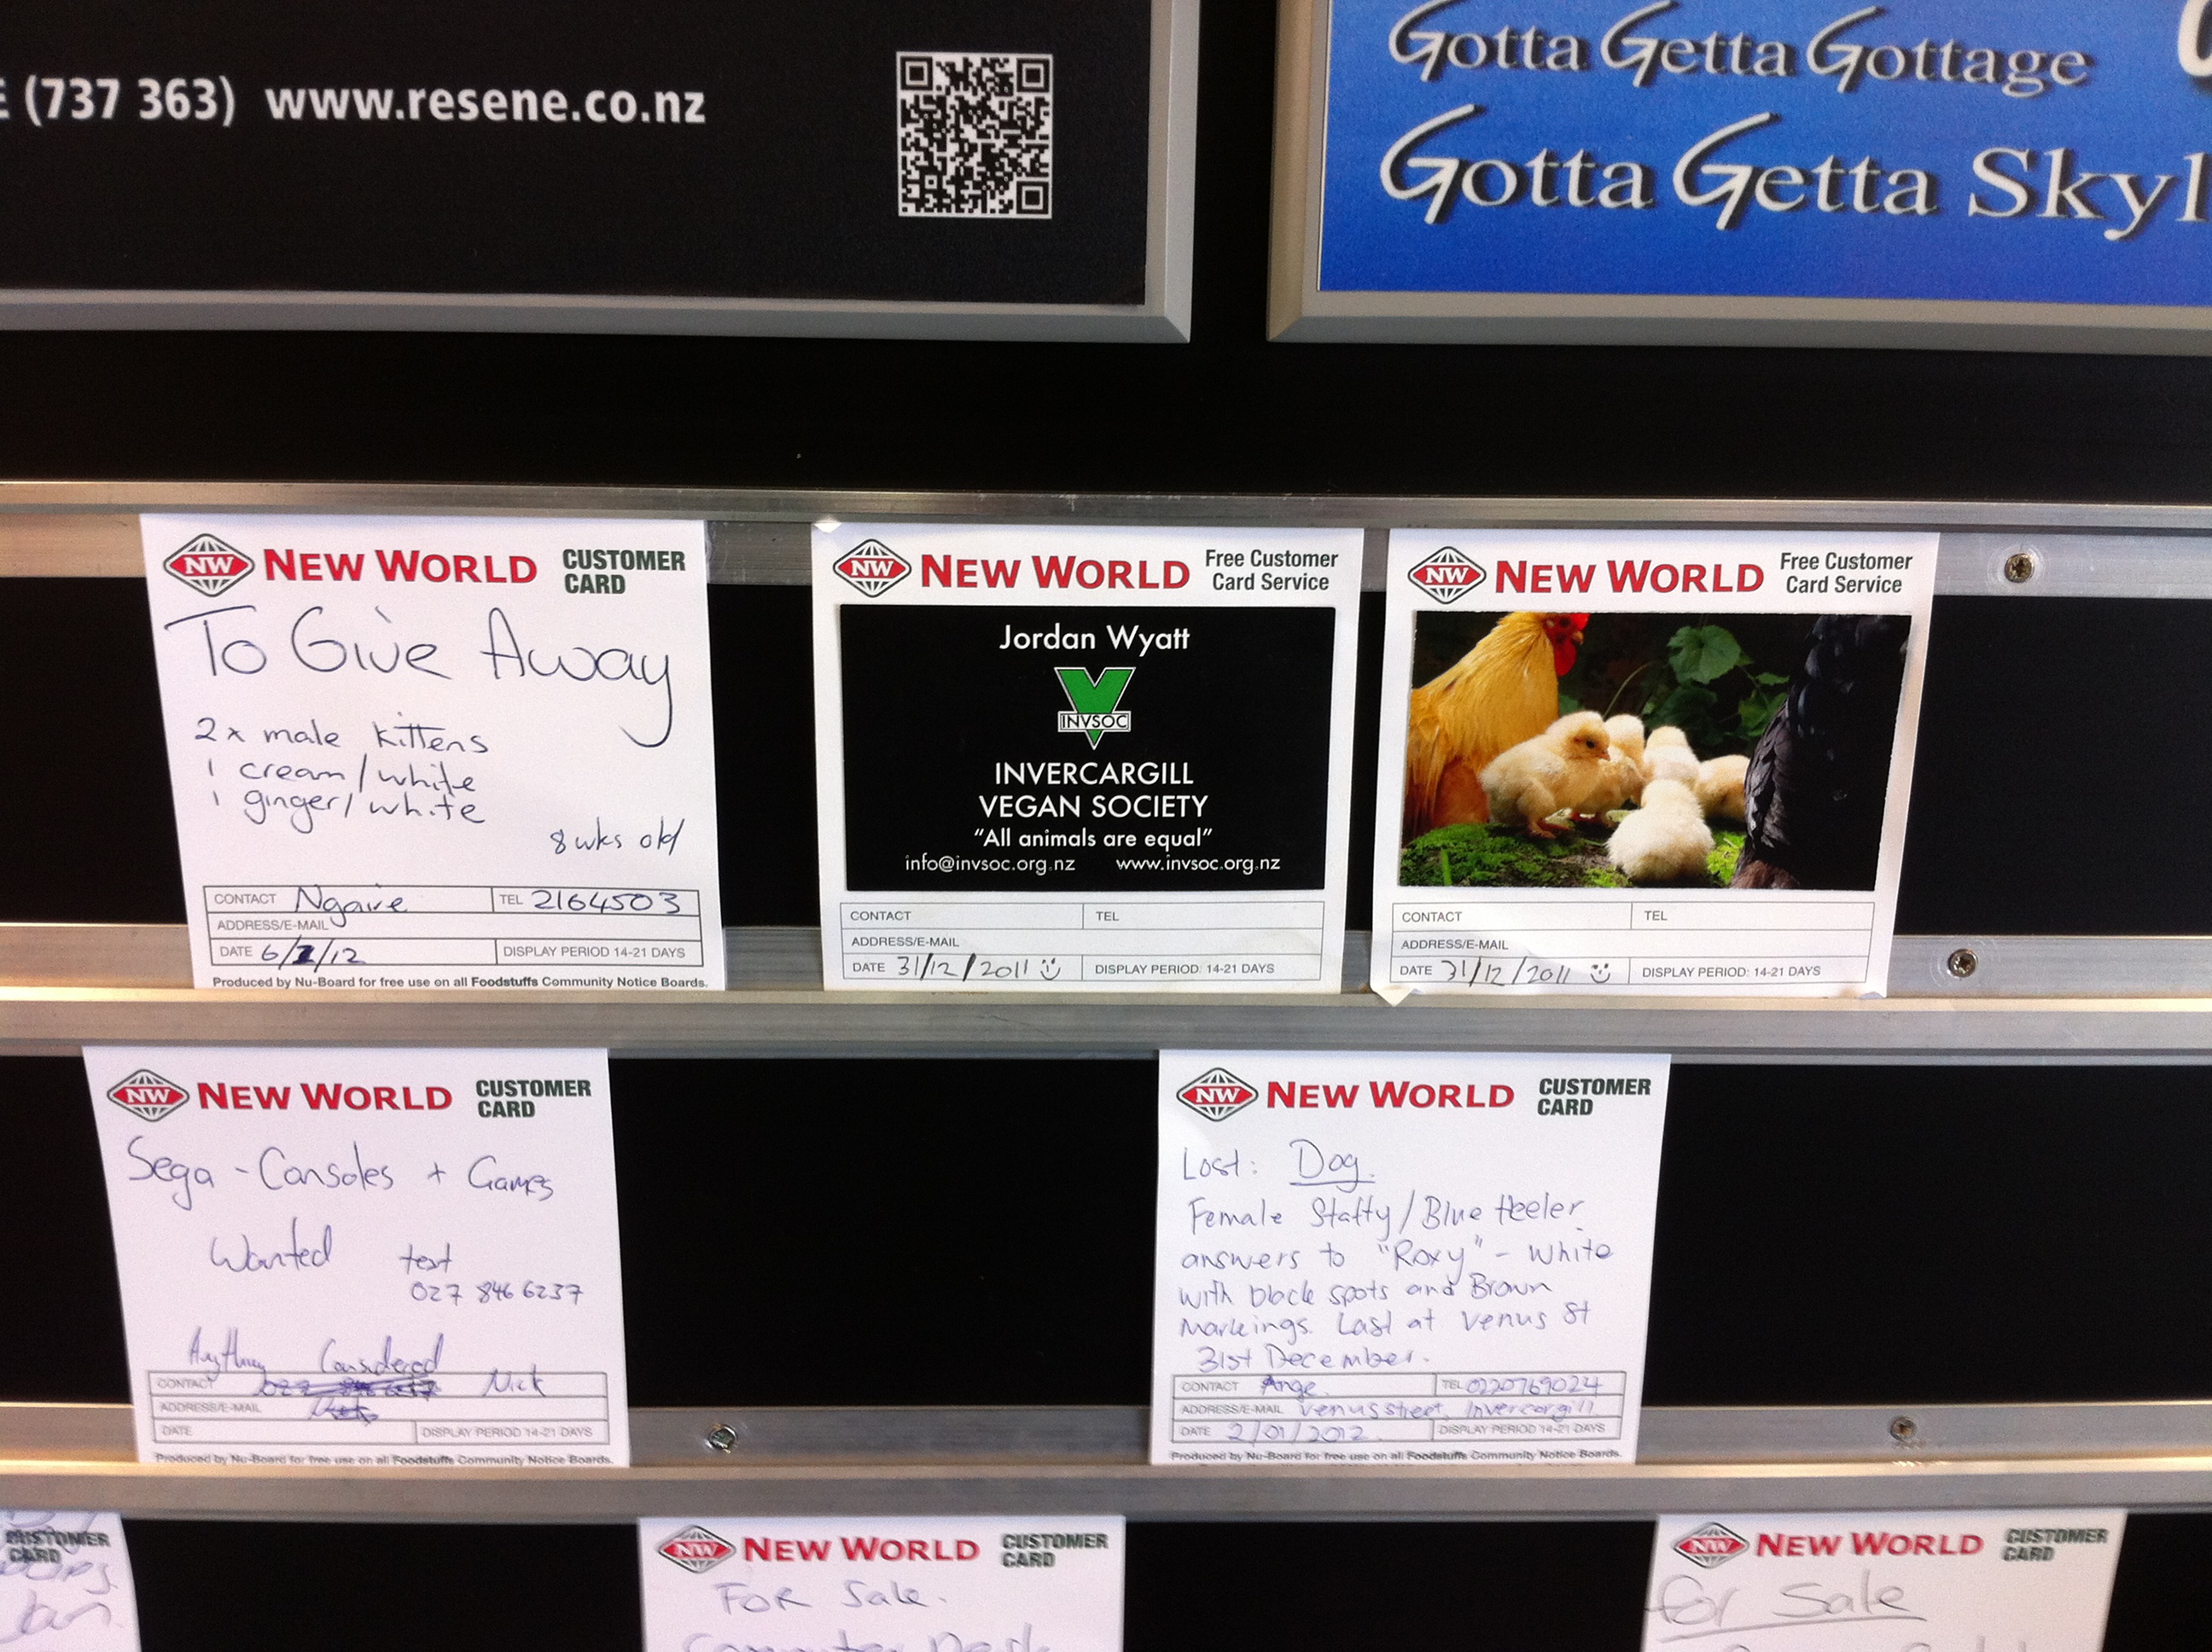 (737 363) www.resene.co.nz
Gotta Getta Gottage
Gotta Getta Skyl
NW NEW WORLD CUSTOMER CARD
To Give Away
2x male kittens
1 cream/white
1 ginger/white
8 wks old
CONTACT Ngaire TEL 2164503
ADDRESS/E-MAIL
DATE 6/1/12 DISPLAY PERIOD 14-21 DAYS
Produced by Nu-Board for free use on all Foodstuffs Community Notice Boards.
NW NEW WORLD Free Customer Card Service
Jordan Wyatt
INVSOC
INVERCARGILL
VEGAN SOCIETY
"All animals are equal"
info@invsoc.org.nz www.invsoc.org.nz
CONTACT TEL
ADDRESS/E-MAIL
DATE 31/12/2011 DISPLAY PERIOD: 14-21 DAYS
NW NEW WORLD Free Customer Card Service
CONTACT TEL
ADDRESS/E-MAIL
DATE 31/12/2011 DISPLAY PERIOD: 14-21 DAYS
NW NEW WORLD CUSTOMER CARD
Sega - Consoles + Games
Wanted text
027 846 6237
Anything Considered
CONTACT Nick
ADDRESS/E-MAIL
DATE DISPLAY PERIOD 14-21 DAYS
Produced by Nu-Board for free use on all Foodstuffs Community Notice Boards.
NW NEW WORLD CUSTOMER CARD
Lost: Dog.
Female Staffy/Blue Heeler
answers to "Roxy" - White
with black spots and Brown
Markings. Last at Venus St
31st December.
CONTACT Ange. TEL 0220769024
ADDRESS/E-MAIL Venus street, Invercargill
DATE 2/01/2012. DISPLAY PERIOD 14-21 DAYS
Produced by Nu-Board for free use on all Foodstuffs Community Notice Boards.
CUSTOMER CARD
Jan.
NW NEW WORLD CUSTOMER CARD
FOR Sale.
Computer Desk
NW NEW WORLD CUSTOMER CARD
For Sale